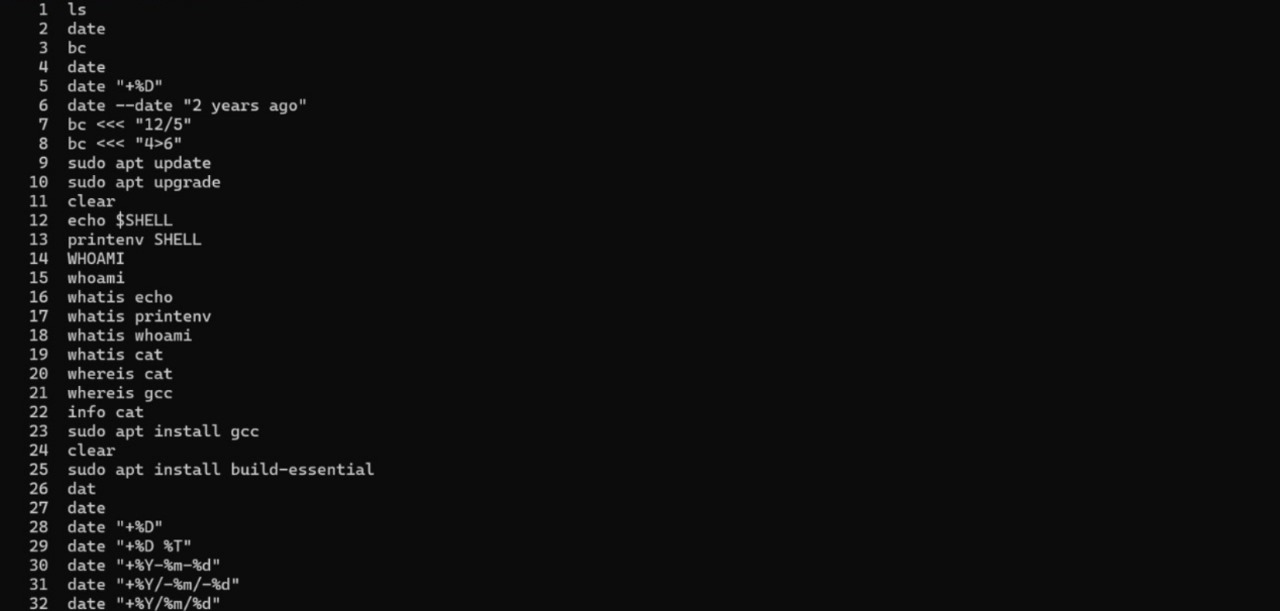 1 ls
2 date
3 bc
4 date
5 date "+%D"
6 date --date "2 years ago"
7 bc <<< "12/5"
8 bc <<< "4>6"
9 sudo apt update
10 sudo apt upgrade
11 clear
12 echo $SHELL
13 printenv SHELL
14 WHOAMI
15 whoami
16 whatis echo
17 whatis printenv
18 whatis whoami
19 whatis cat
20 whereis cat
21 whereis gcc
22 info cat
23 sudo apt install gcc
24 clear
25 sudo apt install build-essential
26 dat
27 date
28 date "+%D"
29 date "+%D %T"
30 date "+%Y-%m-%d"
31 date "+%Y/-%m/-%d"
32 date "+%Y/%m/%d"